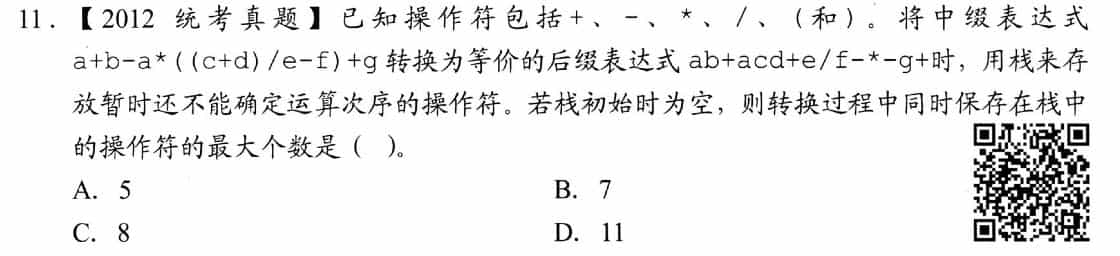 11.【2012 统考真题】已知操作符包括+、-、*、/、(和)。将中缀表达式
a+b-a*((c+d)/e-f)+g 转换为等价的后缀表达式 ab+acd+e/f-*-g+时，用栈来存
放暂时还不能确定运算次序的操作符。若栈初始时为空，则转换过程中同时保存在栈中
的操作符的最大个数是（ ）。
A. 5 B. 7
C. 8 D. 11